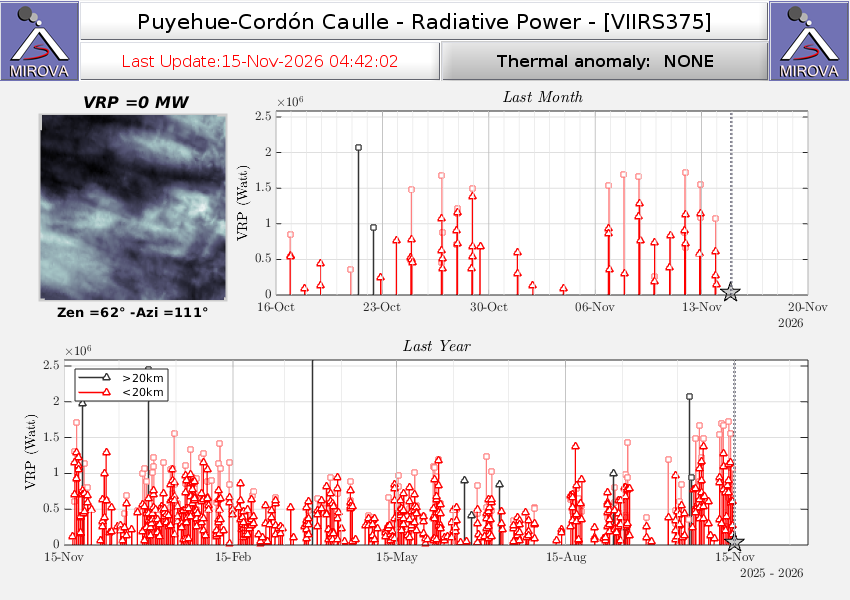 Puyehue-Cordón Caulle - Radiative Power - [VIIRS375]
MIROVA
Last Update:15-Nov-2026 04:42:02
Thermal anomaly: NONE
MIROVA
VRP =0 MW
Zen =62° -Azi =111°
Last Month
×10^6
VRP (Watt)
2.5
2
1.5
1
0.5
0
16-Oct 23-Oct 30-Oct 06-Nov 13-Nov 20-Nov
2026
Last Year
×10^6
VRP (Watt)
2.5
2
1.5
1
0.5
0
>20km
<20km
15-Nov 15-Feb 15-May 15-Aug 15-Nov
2025 - 2026